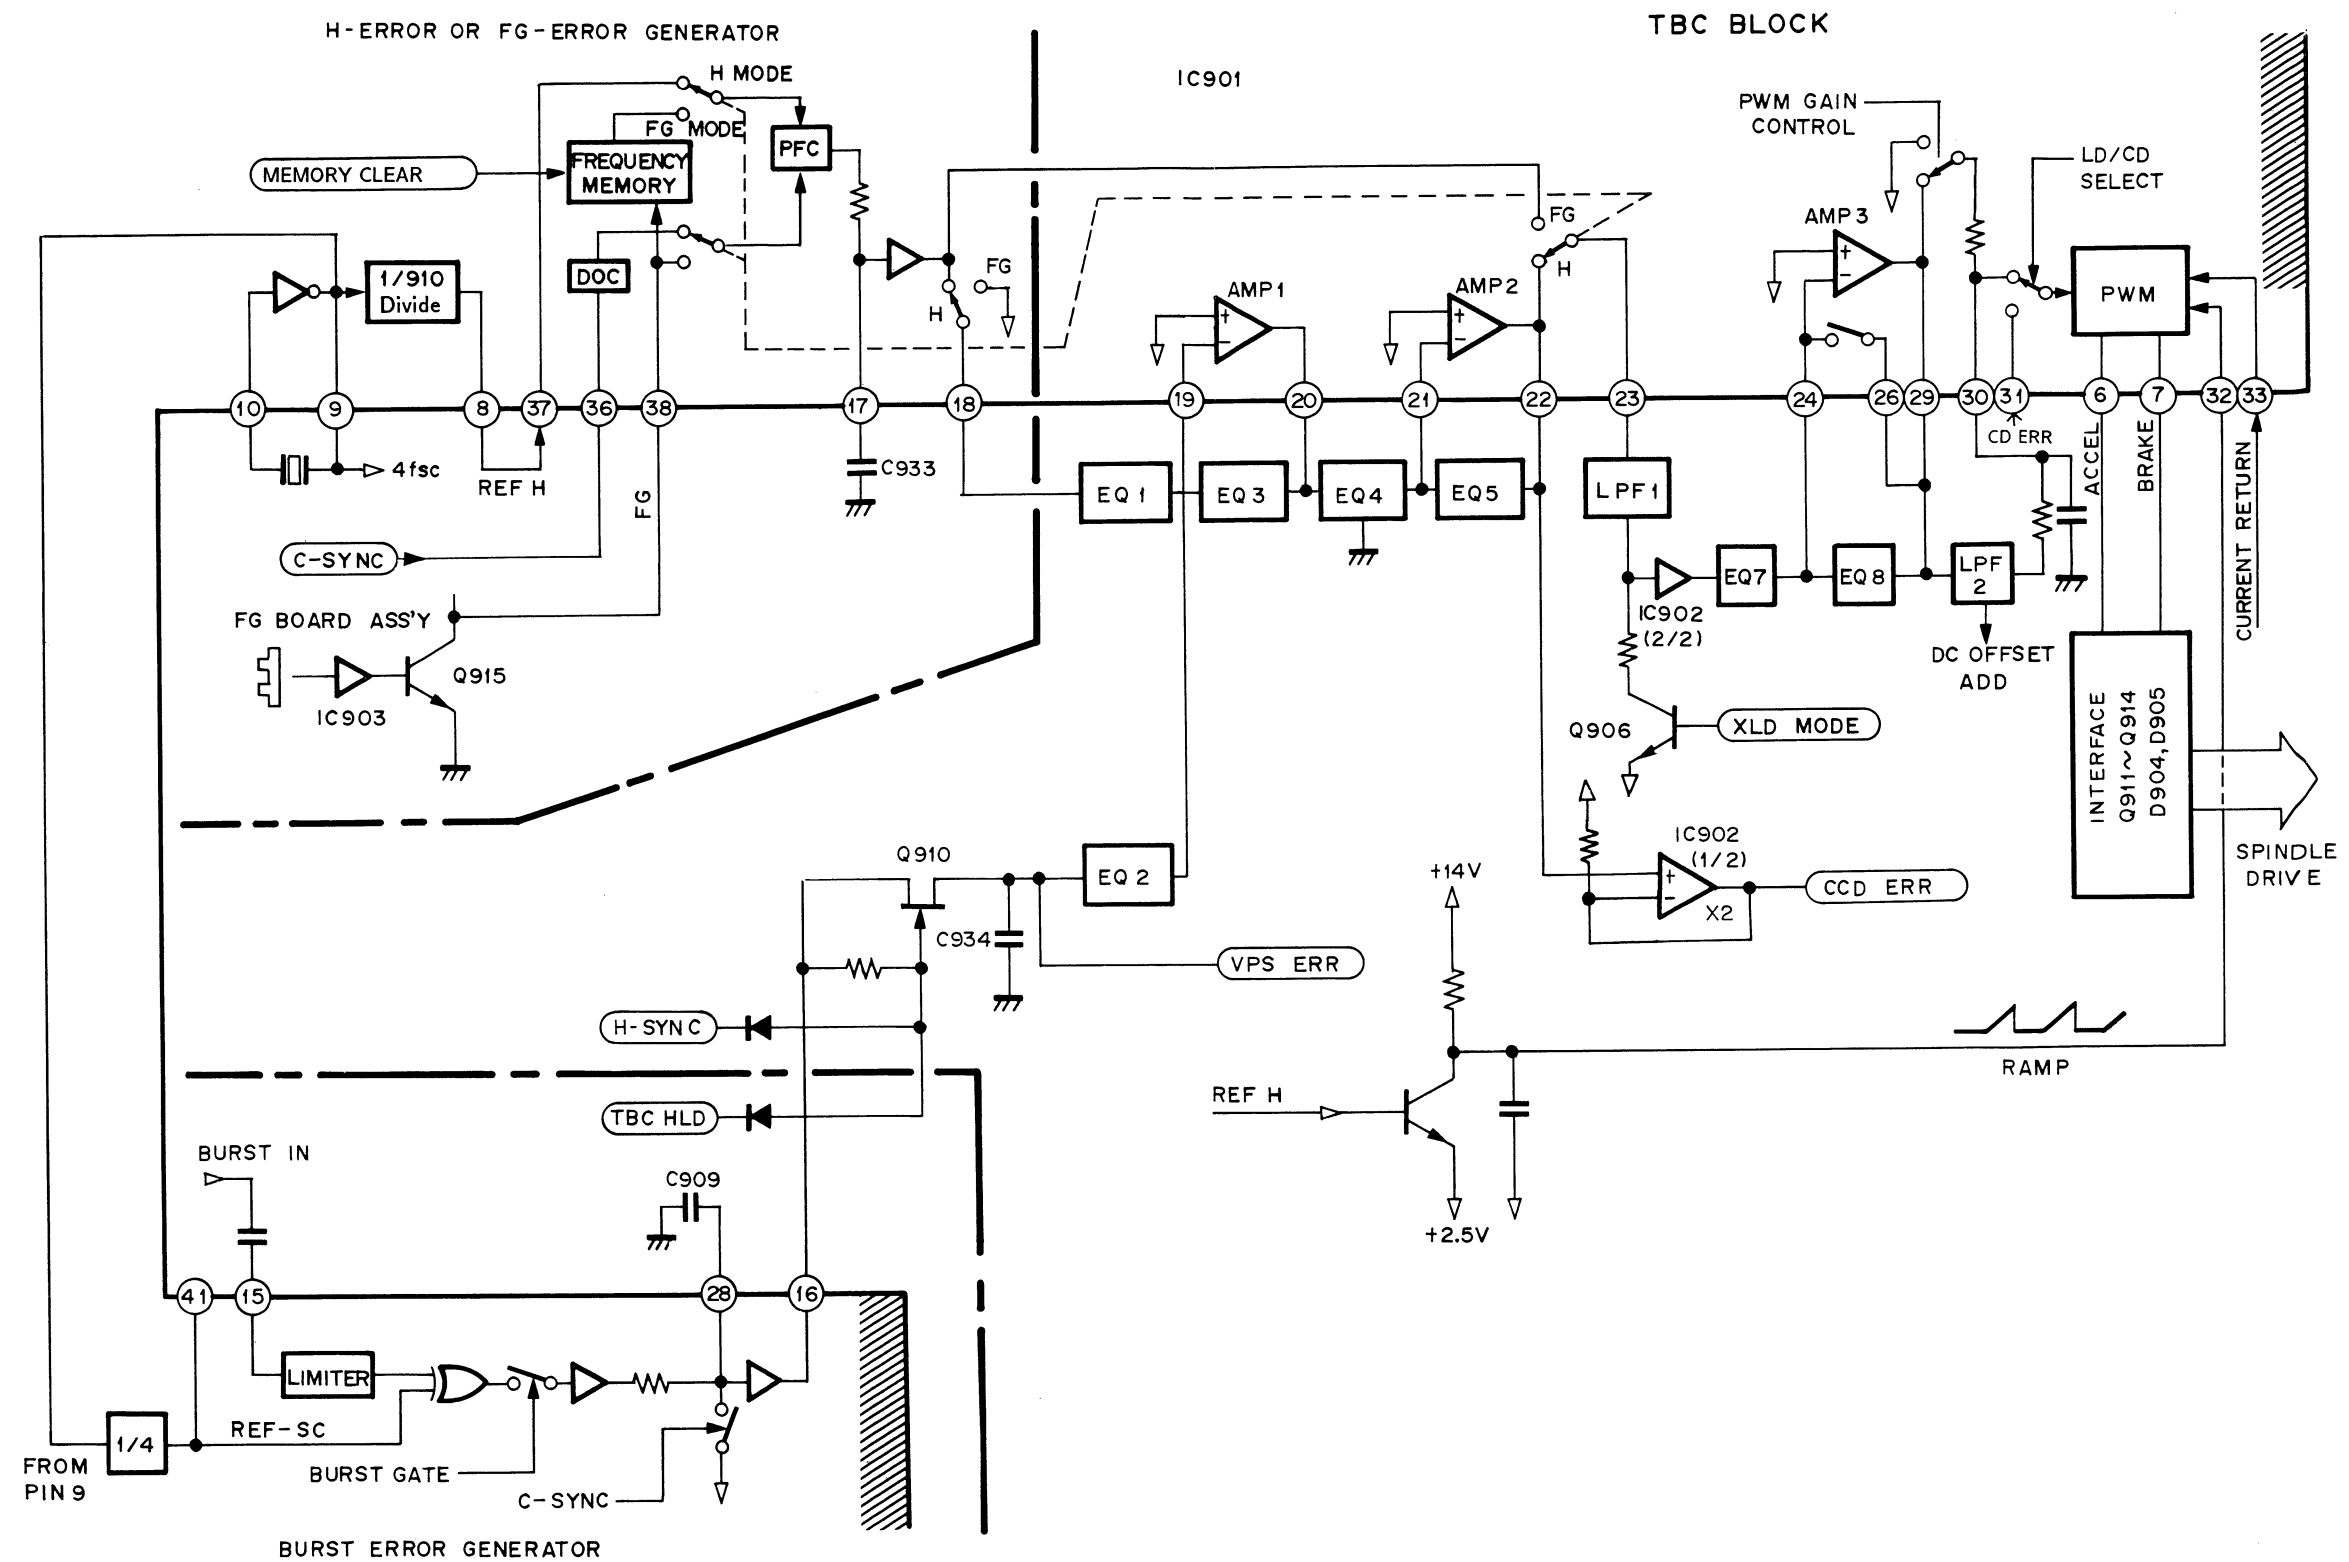 H-ERROR OR FG-ERROR GENERATOR
TBC BLOCK
IC901
H MODE
FG MODE
MEMORY CLEAR
FREQUENCY
MEMORY
PFC
DOC
1/910
Divide
FG
H
AMP1
AMP2
FG
H
AMP3
PWM GAIN
CONTROL
LD/CD
SELECT
PWM
+
-
+
-
+
-
10
9
8
37
36
38
17
18
19
20
21
22
23
24
26
29
30
31
6
7
32
33
4fsc
REF H
FG
C933
CD ERR
ACCEL
BRAKE
CURRENT RETURN
EQ 1
EQ 3
EQ4
EQ5
LPF1
C-SYNC
FG BOARD ASS'Y
IC903
Q915
IC902
(2/2)
EQ7
EQ8
LPF
2
DC OFFSET
ADD
Q906
XLD MODE
INTERFACE
Q911~Q914
D904,D905
SPINDLE
DRIVE
IC902
(1/2)
+
-
X2
CCD ERR
Q910
EQ 2
C934
VPS ERR
H-SYNC
TBC HLD
+14V
REF H
+2.5V
RAMP
BURST IN
C909
41
15
28
16
LIMITER
REF-SC
1/4
FROM
PIN 9
BURST GATE
C-SYNC
BURST ERROR GENERATOR